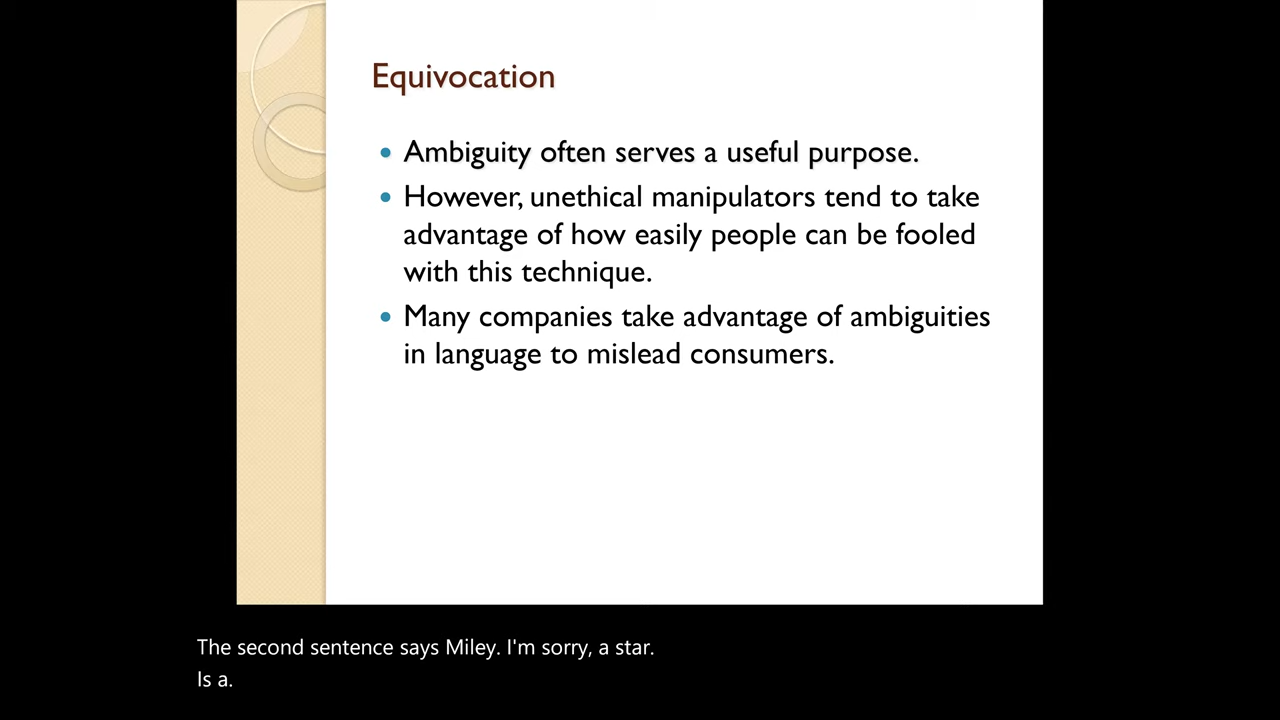 Equivocation
Ambiguity often serves a useful purpose.
However, unethical manipulators tend to take
advantage of how easily people can be fooled
with this technique.
Many companies take advantage of ambiguities
in language to mislead consumers.
The second sentence says Miley. I'm sorry, a star.
Is a.